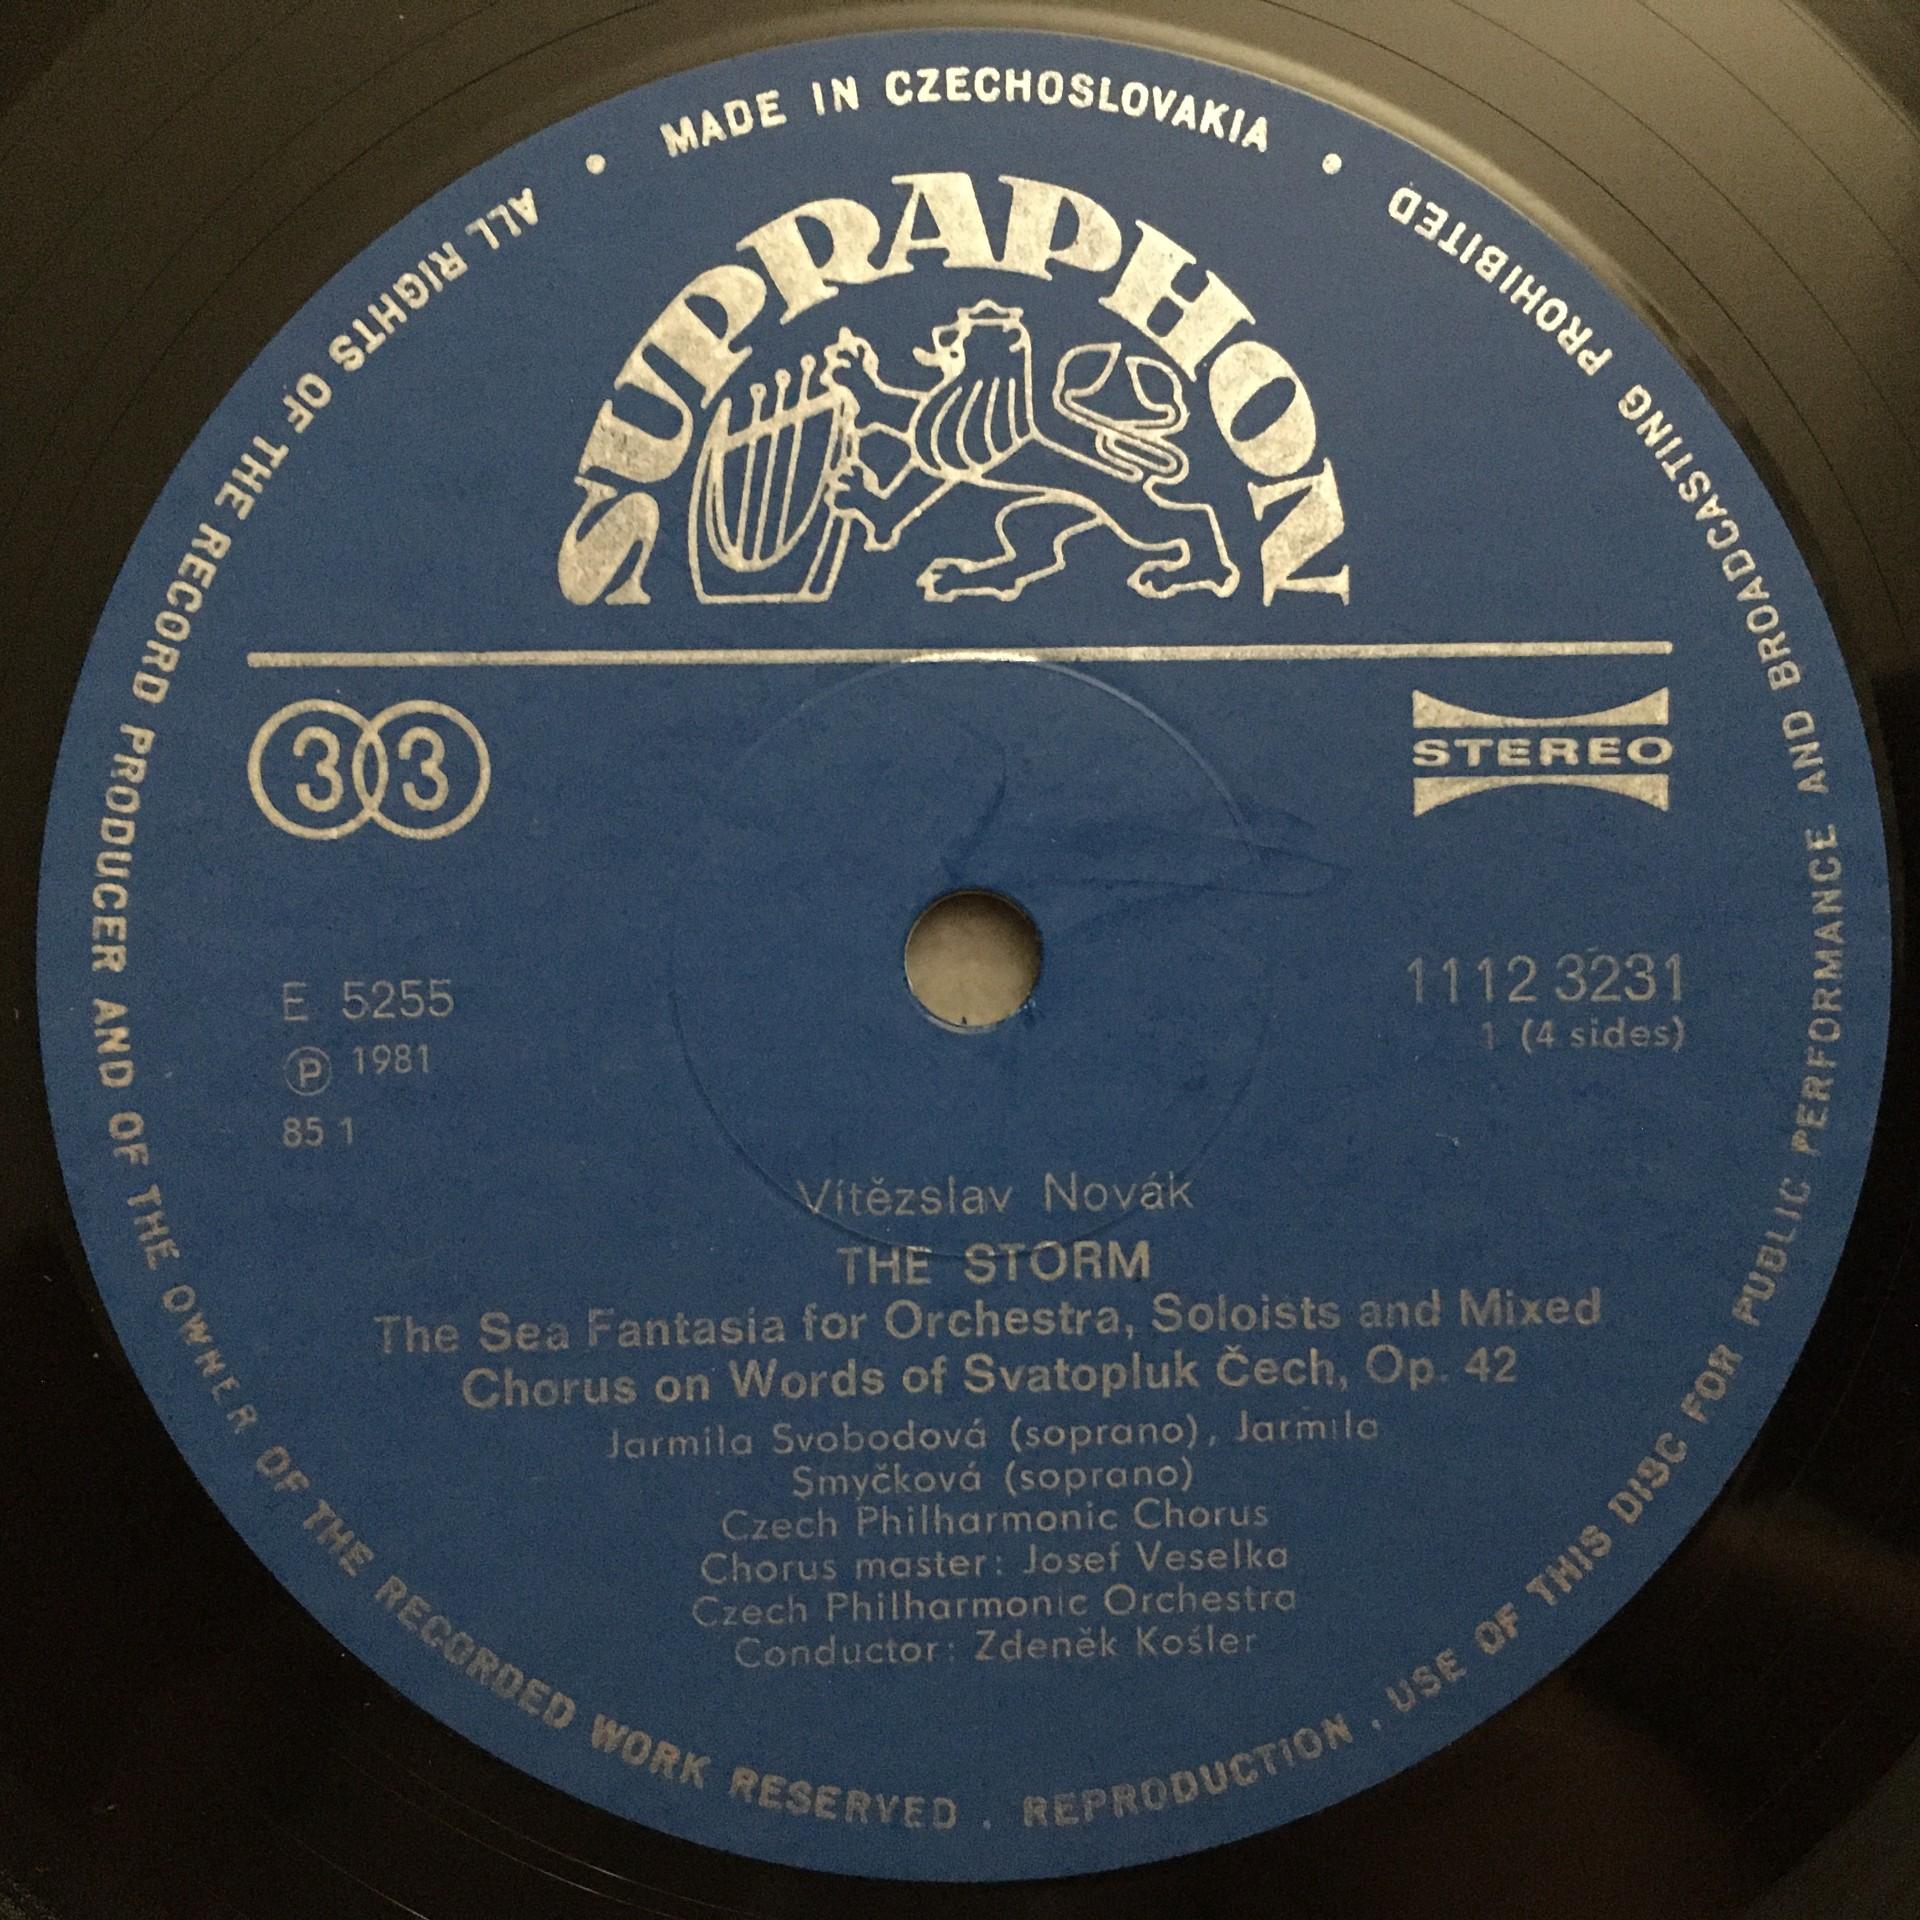 MADE IN CZECHOSLOVAKIA
SUPRAPHON
33
STEREO
E 5255
Ⓟ 1981
85 1
1112 3231
1 (4 sides)
Vítězslav Novák
THE STORM
The Sea Fantasia for Orchestra, Soloists and Mixed
Chorus on Words of Svatopluk Čech, Op. 42
Jarmila Svobodová (soprano), Jarmila
Smyčková (soprano)
Czech Philharmonic Chorus
Chorus master: Josef Veselka
Czech Philharmonic Orchestra
Conductor: Zdeněk Košler
ALL RIGHTS OF THE RECORD PRODUCER AND OF THE OWNER OF THE RECORDED WORK RESERVED . REPRODUCTION . USE OF THIS DISC FOR PUBLIC PERFORMANCE AND BROADCASTING PROHIBITED